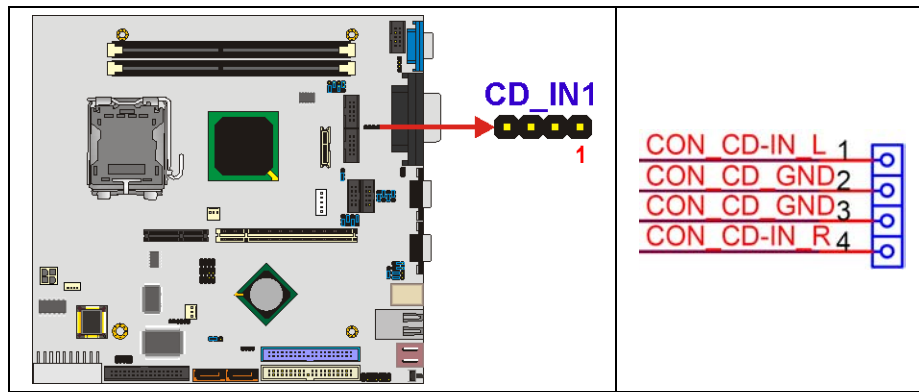 CD_IN1
1
CON_CD-IN_L 1
CON_CD_GND 2
CON_CD_GND 3
CON_CD-IN_R 4